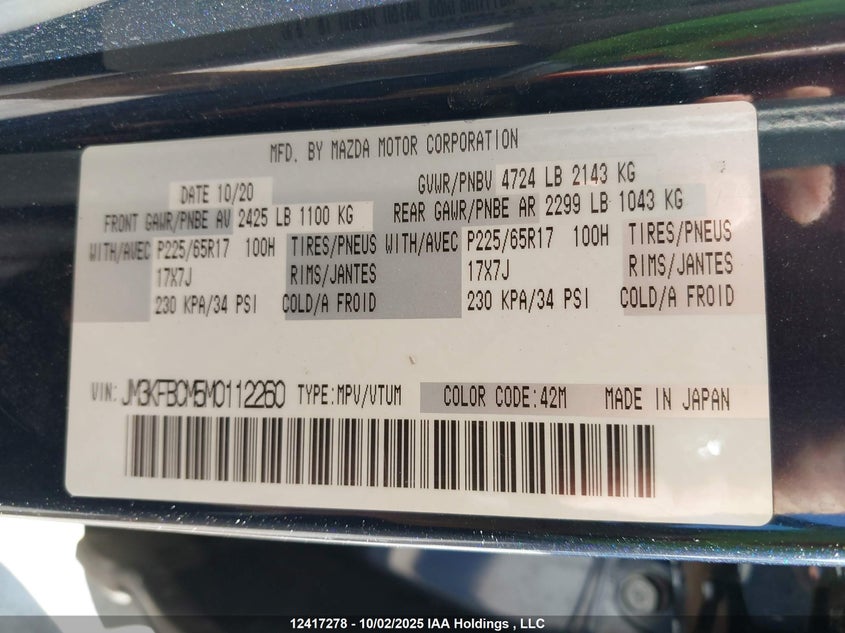 MFD. BY MAZDA MOTOR CORPORATION
DATE 10/20 GVWR/PNBV 4724 LB 2143 KG
FRONT GAWR/PNBE AV 2425 LB 1100 KG REAR GAWR/PNBE AR 2299 LB 1043 KG
WITH/AVEC P225/65R17 100H TIRES/PNEUS WITH/AVEC P225/65R17 100H TIRES/PNEUS
17X7J RIMS/JANTES 17X7J RIMS/JANTES
230 KPA/34 PSI COLD/A FROID 230 KPA/34 PSI COLD/A FROID
VIN: JM3KFBCM5M0112260 TYPE:MPV/VTUM COLOR CODE:42M MADE IN JAPAN
12417278 - 10/02/2025 IAA Holdings , LLC